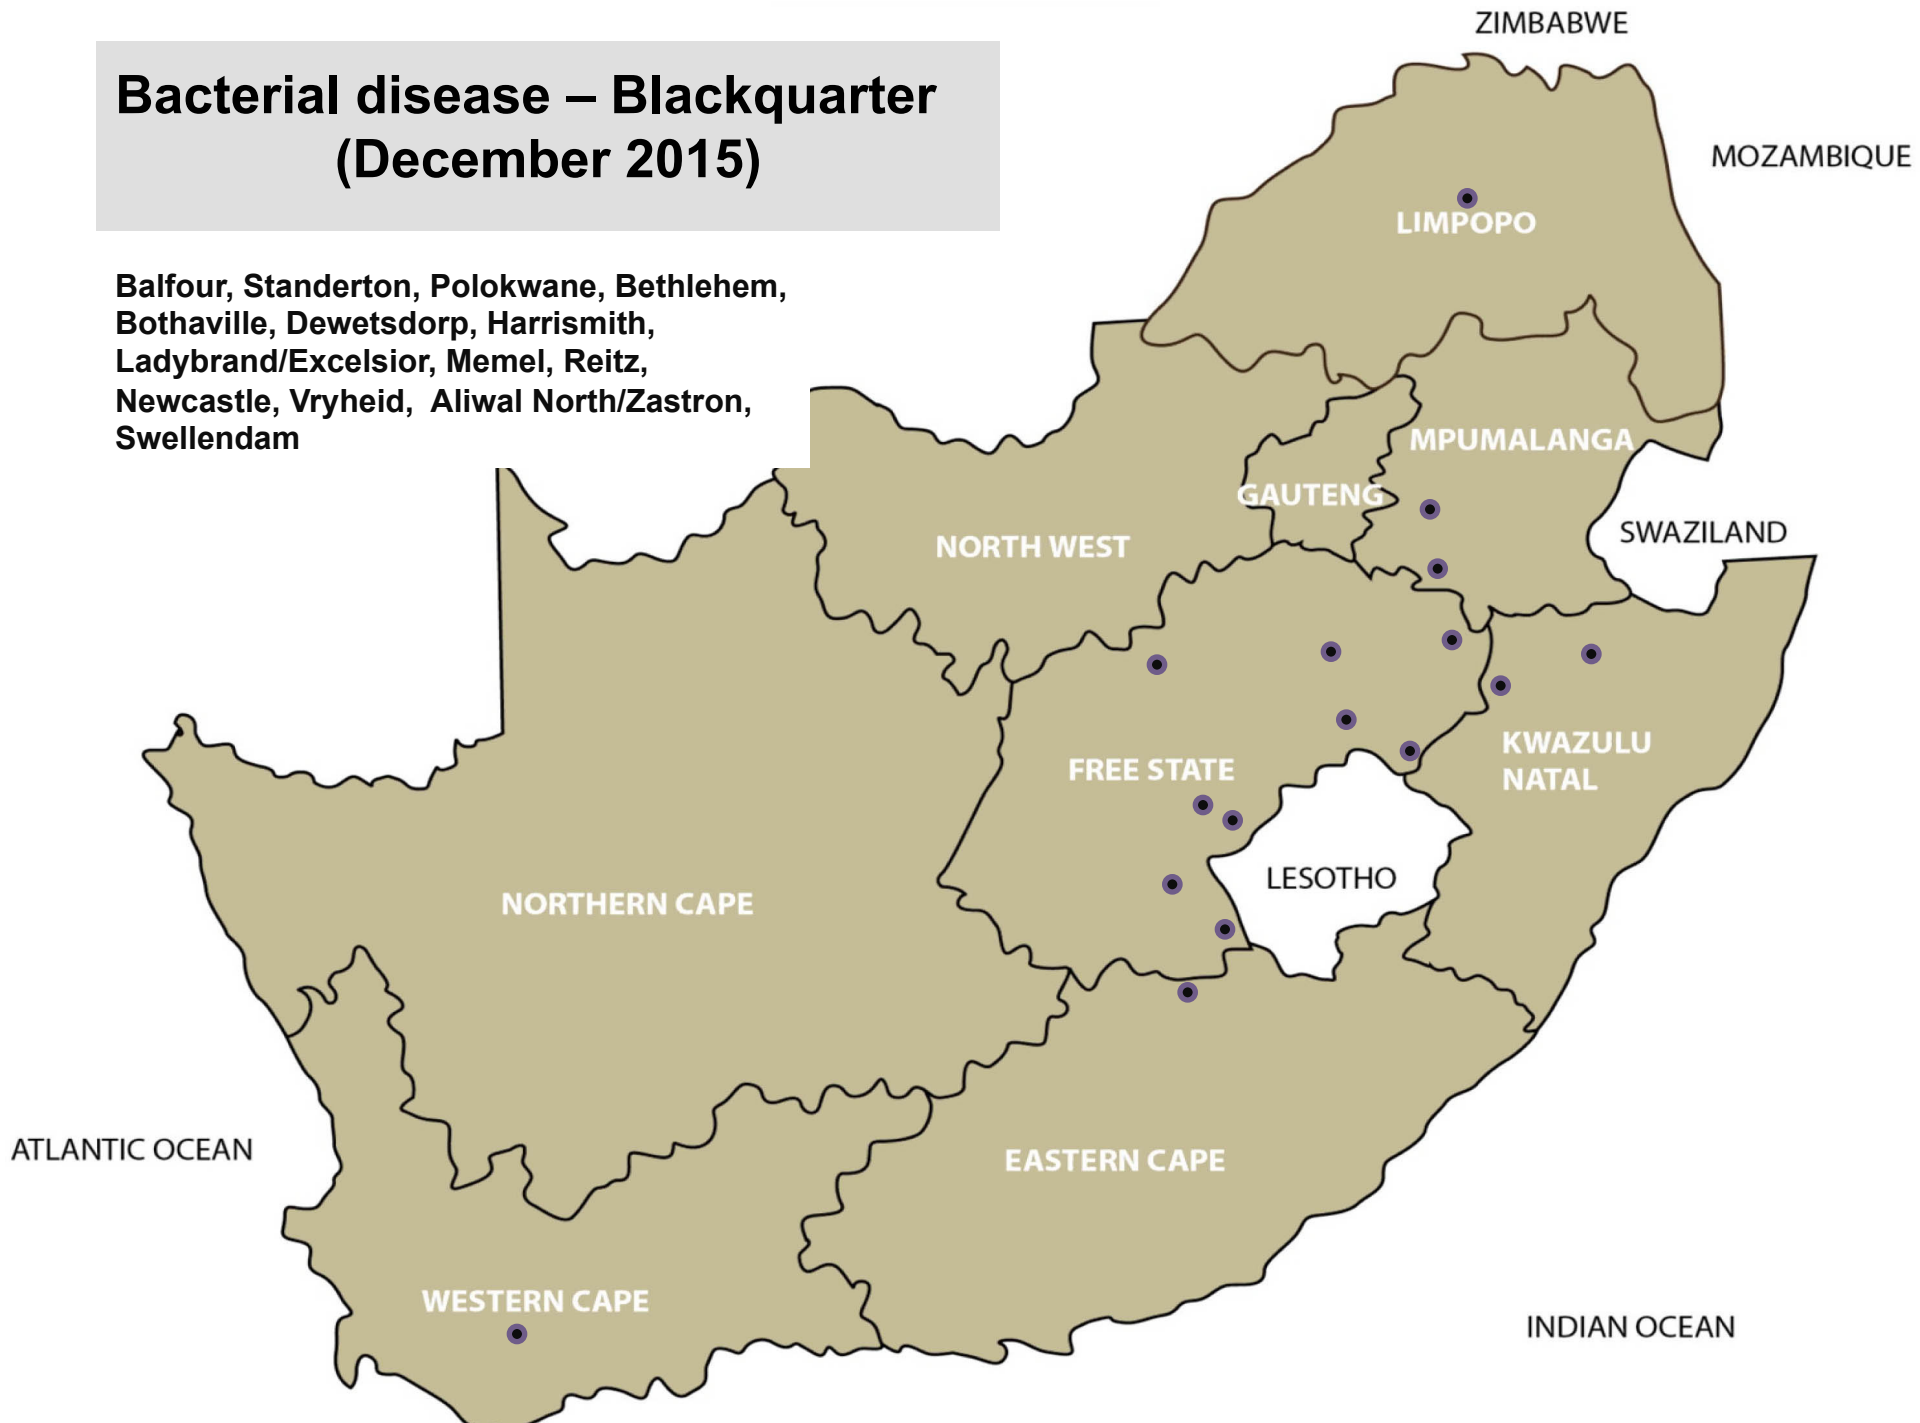 Bacterial disease – Blackquarter
(December 2015)
Balfour, Standerton, Polokwane, Bethlehem,
Bothaville, Dewetsdorp, Harrismith,
Ladybrand/Excelsior, Memel, Reitz,
Newcastle, Vryheid, Aliwal North/Zastron,
Swellendam
ZIMBABWE
MOZAMBIQUE
LIMPOPO
MPUMALANGA
GAUTENG
SWAZILAND
NORTH WEST
KWAZULU
NATAL
FREE STATE
LESOTHO
NORTHERN CAPE
ATLANTIC OCEAN
EASTERN CAPE
WESTERN CAPE
INDIAN OCEAN